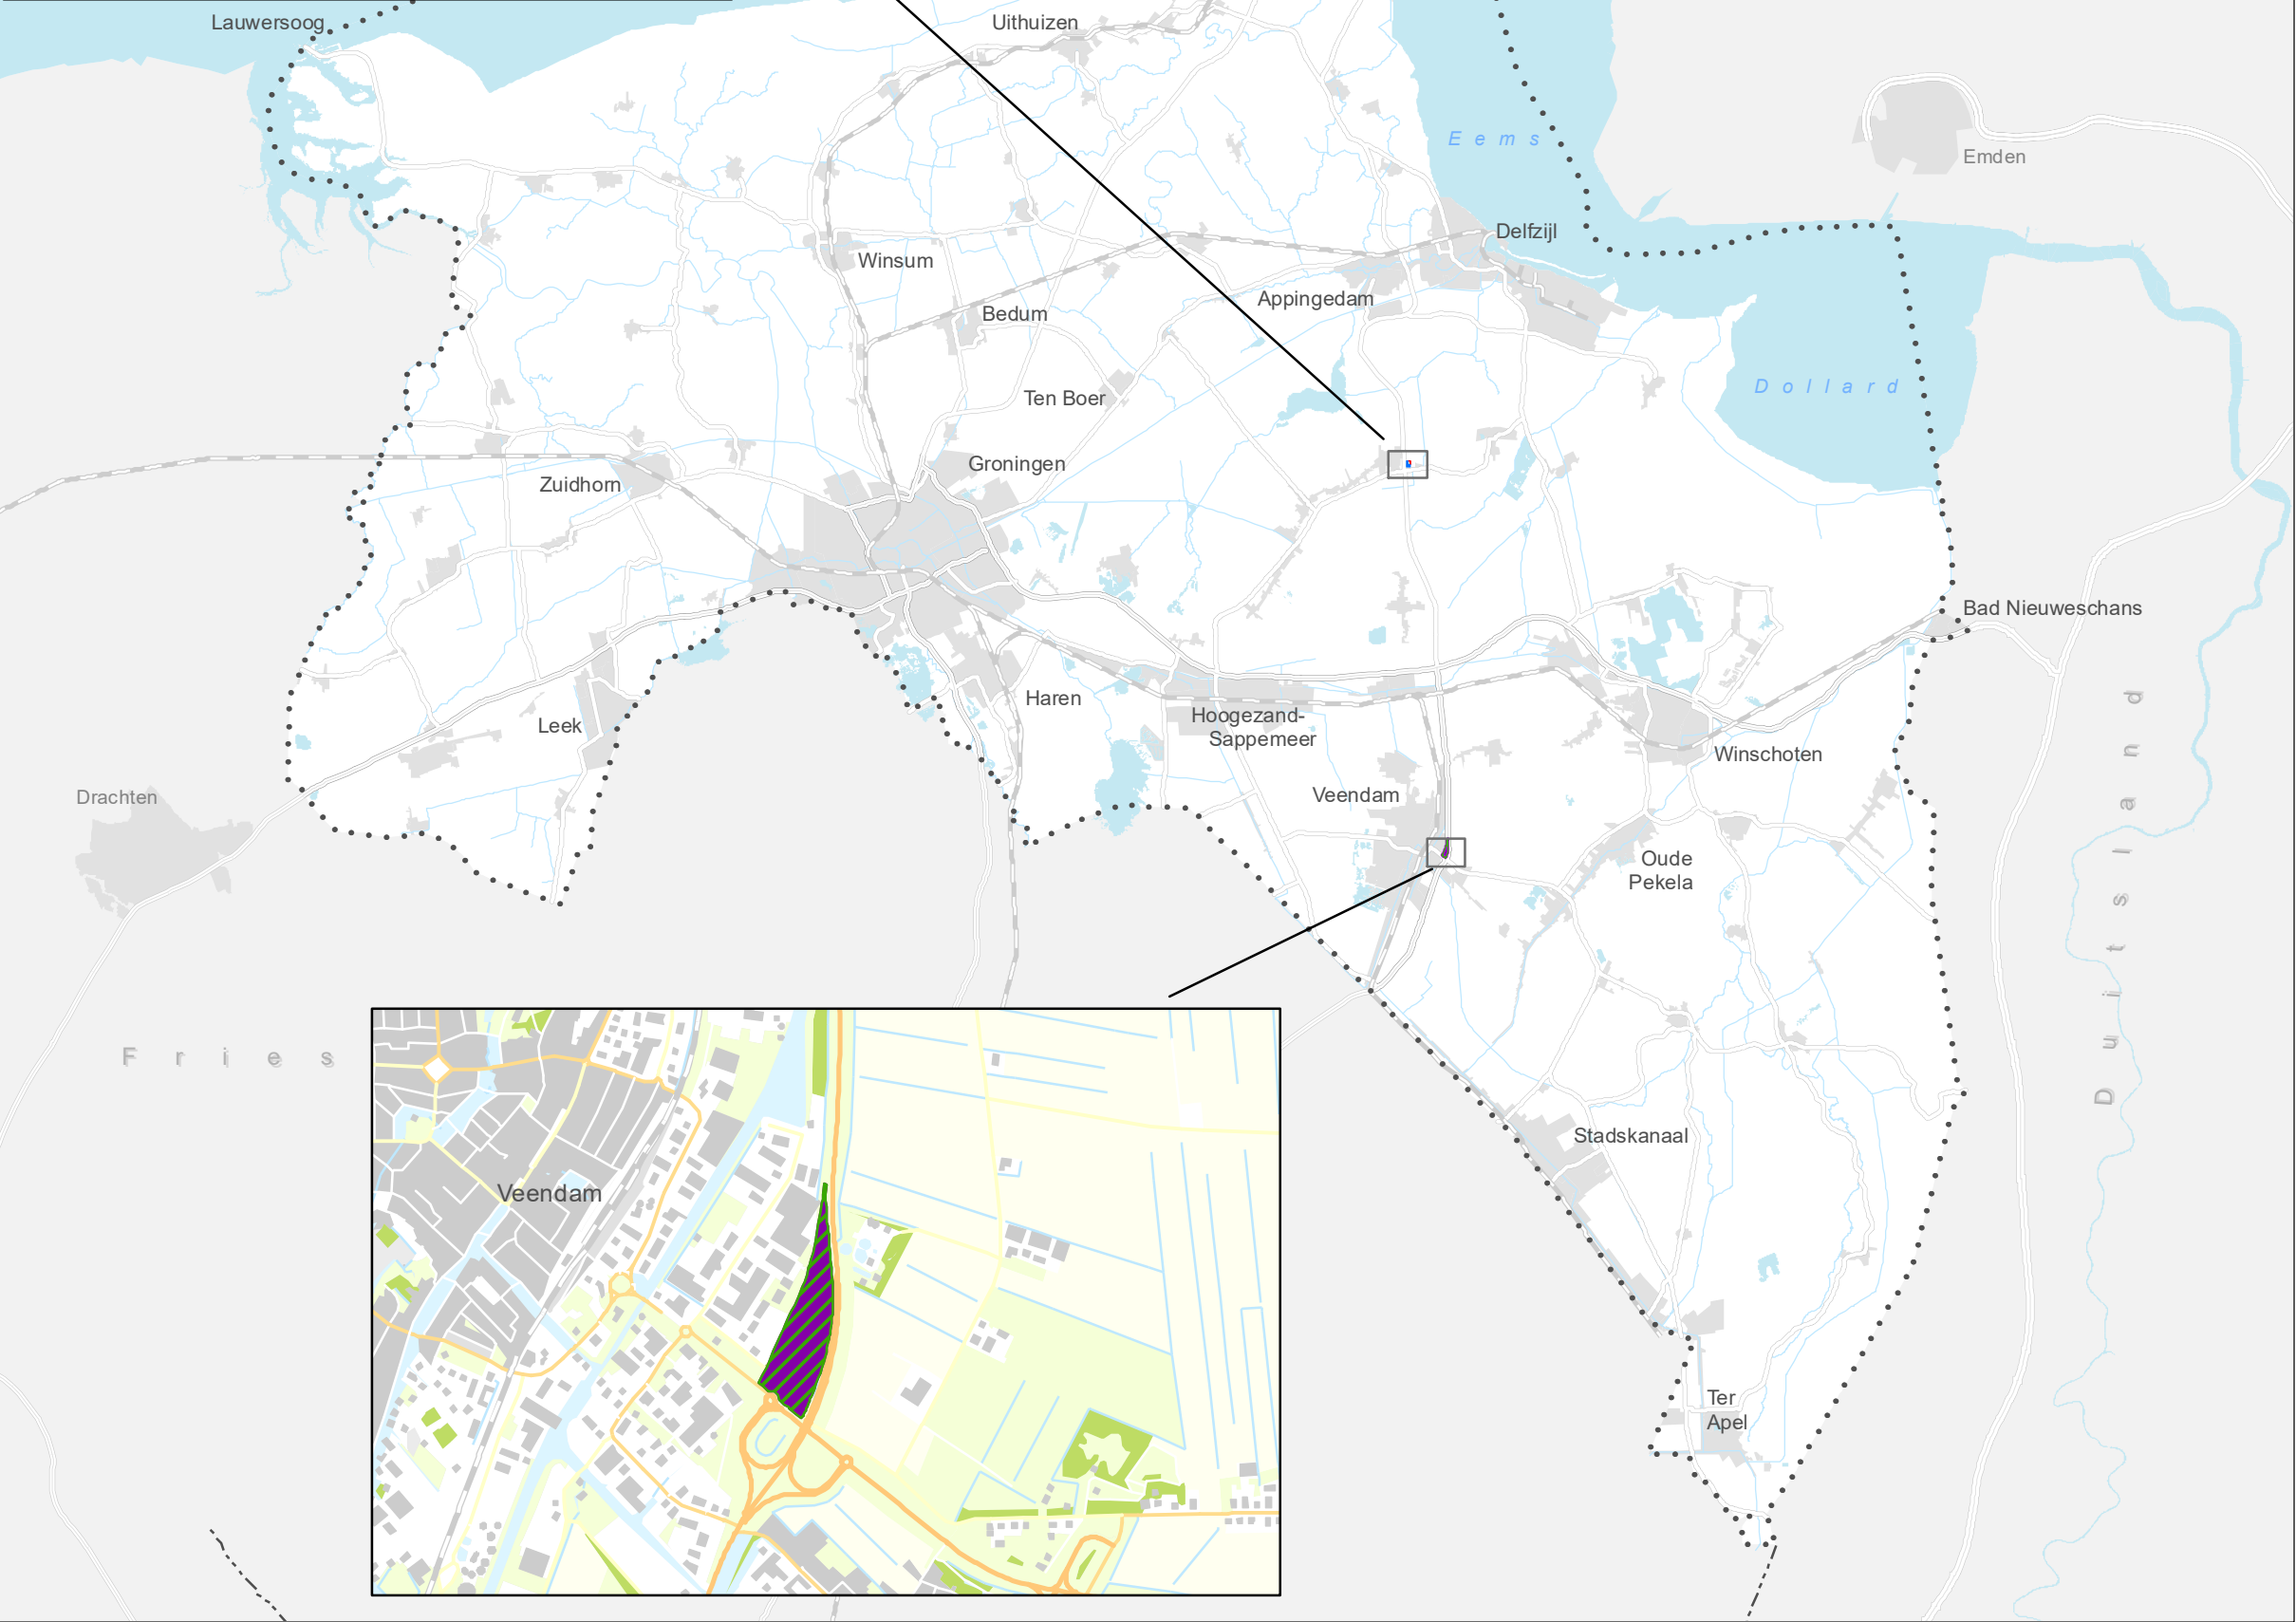 Lauwersoog
Uithuizen
Eems
Emden
Delfzijl
Winsum
Appingedam
Bedum
Dollard
Ten Boer
Groningen
Zuidhorn
Bad Nieuweschans
Haren
Hoogezand-
Sappemeer
Leek
Winschoten
Drachten
Veendam
Oude
Pekela
Duitsland
Fries
Stadskanaal
Veendam
Ter
Apel